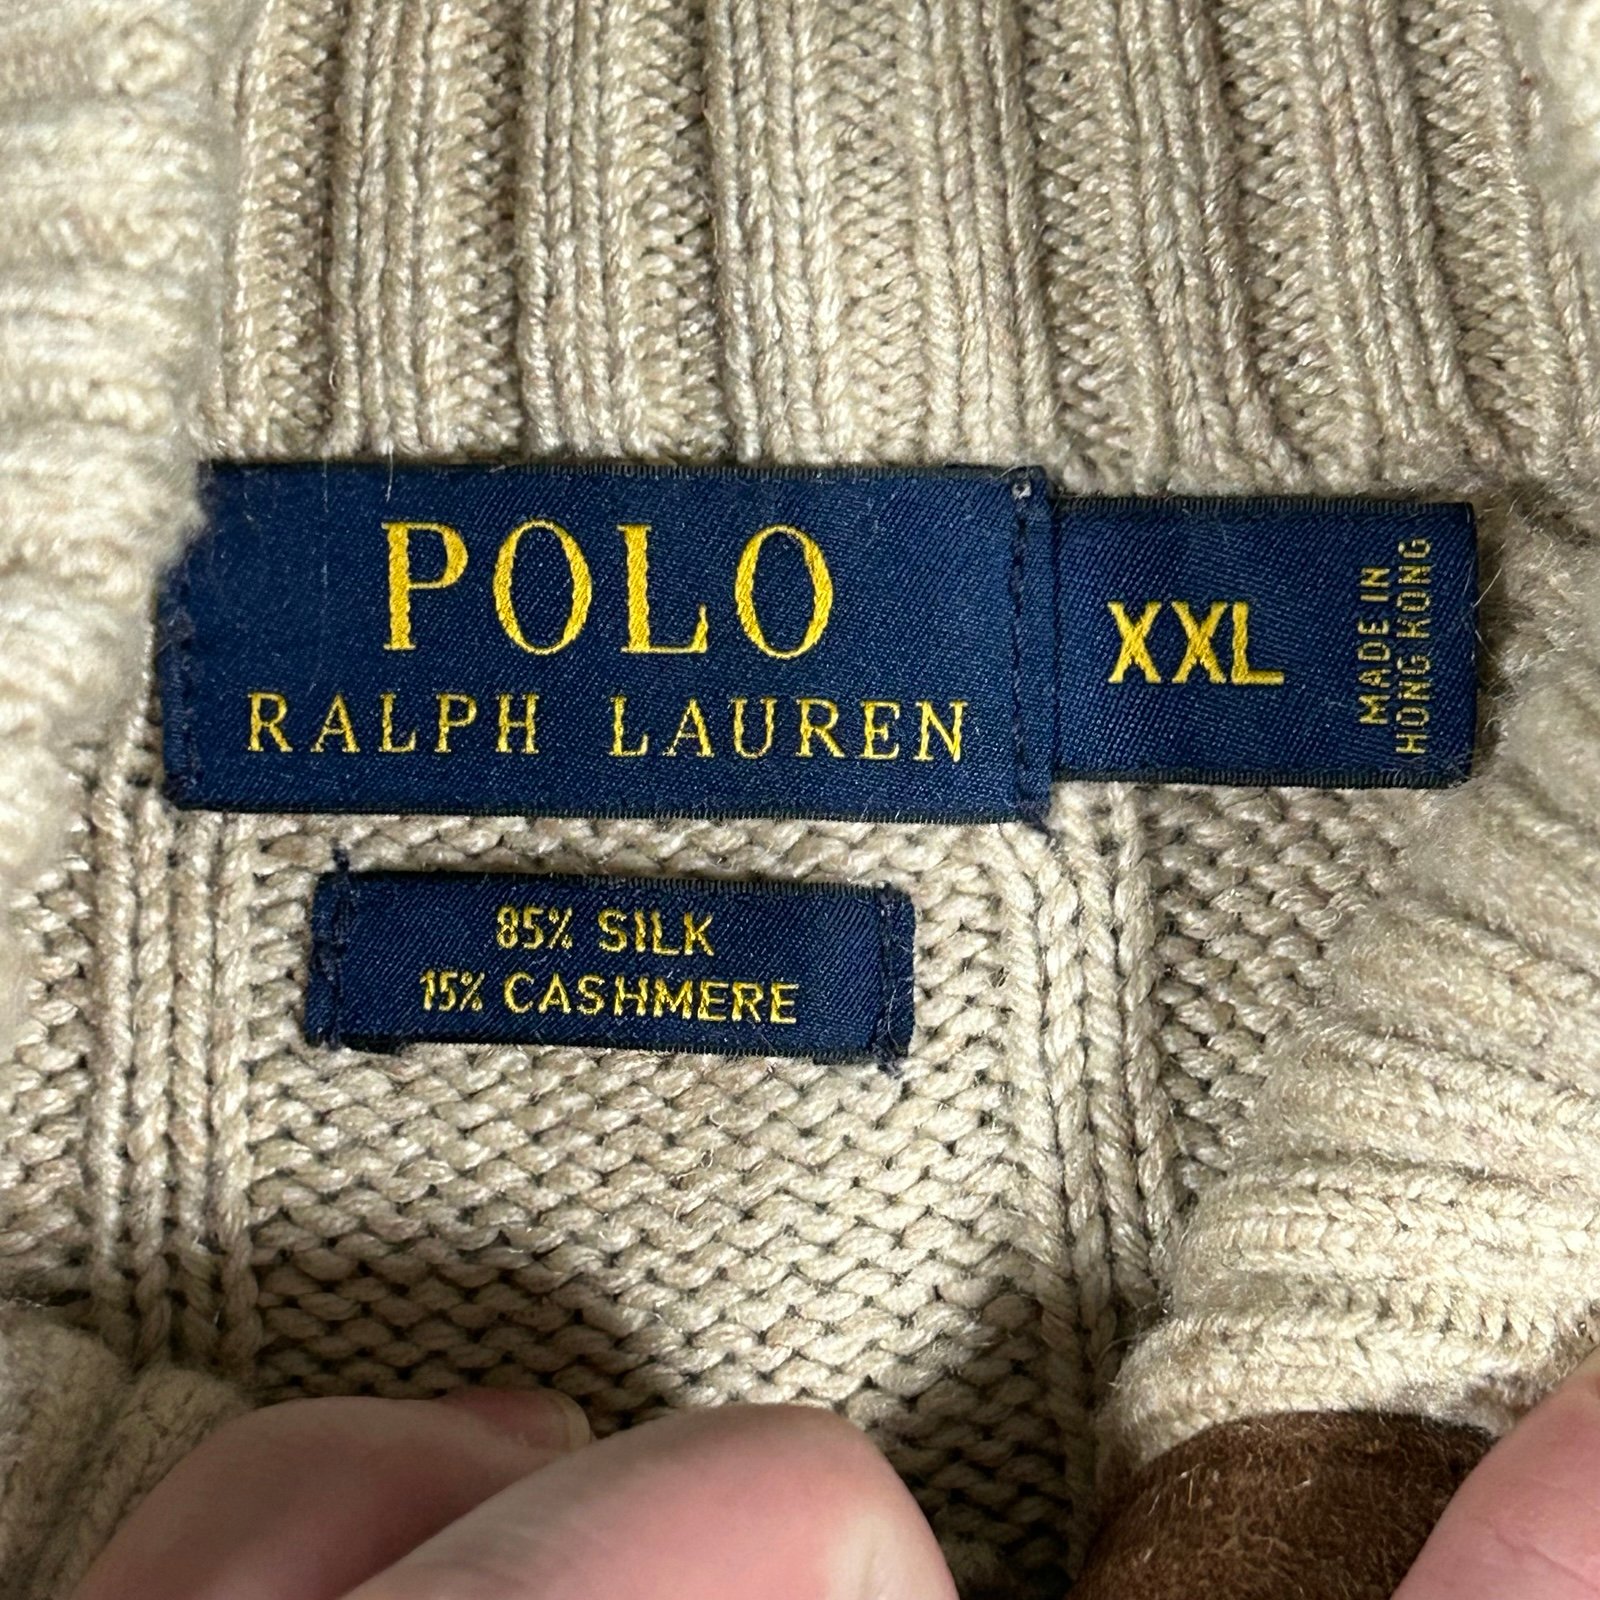 POLO
RALPH LAUREN
XXL
MADE IN
HONG KONG
85% SILK
15% CASHMERE